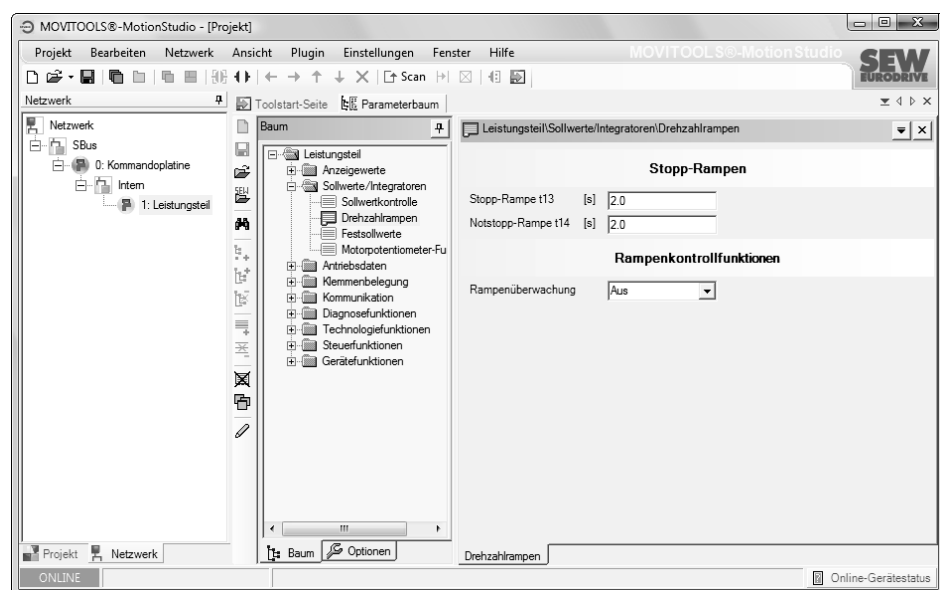 MOVITOOLS®-MotionStudio - [Projekt]
Projekt Bearbeiten Netzwerk Ansicht Plugin Einstellungen Fenster Hilfe
MOVITOOLS®-MotionStudio
SEW
EURODRIVE
Scan
Netzwerk
Toolstart-Seite Parameterbaum
Netzwerk
SBus
0: Kommandoplatine
Intern
1: Leistungsteil
SEW
Baum
Leistungsteil
Anzeigewerte
Sollwerte/Integratoren
Sollwertkontrolle
Drehzahlrampen
Festsollwerte
Motorpotentiometer-Fu
Antriebsdaten
Klemmenbelegung
Kommunikation
Diagnosefunktionen
Technologiefunktionen
Steuerfunktionen
Gerätefunktionen
Leistungsteil\Sollwerte/Integratoren\Drehzahlrampen
Stopp-Rampen
Stopp-Rampe t13 [s] 2.0
Notstopp-Rampe t14 [s] 2.0
Rampenkontrollfunktionen
Rampenüberwachung Aus
Projekt Netzwerk
Baum Optionen
Drehzahlrampen
ONLINE
Online-Gerätestatus